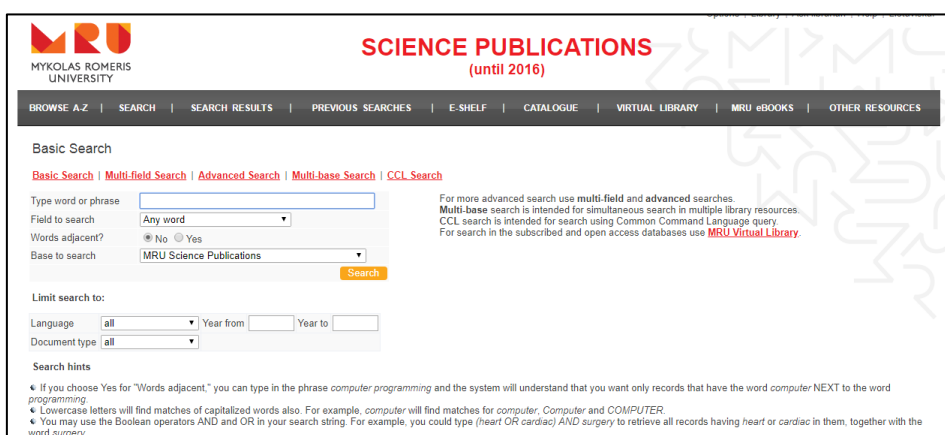 Options | Library | Ask librarian | Help |
MRU
MYKOLAS ROMERIS
UNIVERSITY
SCIENCE PUBLICATIONS
(until 2016)
BROWSE A-Z | SEARCH | SEARCH RESULTS | PREVIOUS SEARCHES | E-SHELF | CATALOGUE | VIRTUAL LIBRARY | MRU eBOOKS | OTHER RESOURCES
Basic Search
Basic Search | Multi-field Search | Advanced Search | Multi-base Search | CCL Search
Type word or phrase
Field to search Any word
Words adjacent? No Yes
Base to search MRU Science Publications
Search
For more advanced search use multi-field and advanced searches.
Multi-base search is intended for simultaneous search in multiple library resources.
CCL search is intended for search using Common Command Language query.
For search in the subscribed and open access databases use MRU Virtual Library.
Limit search to:
Language all Year from Year to
Document type all
Search hints
If you choose Yes for "Words adjacent," you can type in the phrase computer programming and the system will understand that you want only records that have the word computer NEXT to the word
programming.
Lowercase letters will find matches of capitalized words also. For example, computer will find matches for computer, Computer and COMPUTER.
You may use the Boolean operators AND and OR in your search string. For example, you could type (heart OR cardiac) AND surgery to retrieve all records having heart or cardiac in them, together with the
word surgery.